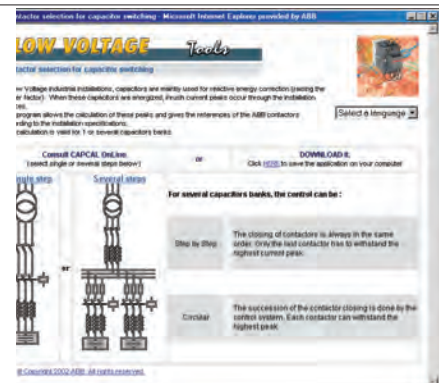 ntactor selection for capacitor switching - Microsoft Internet Explorer provided by ABB
LOW VOLTAGE Tools
tactor selection for capacitor switching
w Voltage industrial installations, capacitors are mainly used for reactive energy correction (raising the
er factor). When these capacitors are energized, inrush current peaks occur through the installation
ces.
program allows the calculation of these peaks and gives the references of the ABB contactors
rding to the installation specifications.
calculation is valid for 1 or several capacitors banks.
Select a language
Consult CAPCAL OnLine
(select single or several steps below)
or
DOWNLOAD it.
Click HERE to save the application on your computer
ngle step
Several steps
or
For several capacitors banks, the control can be :
Step by Step
The closing of contactors is always in the same
order. Only the last contactor has to withstand the
highest current peak.
Circular
The succession of the contactor closing is done by the
control system. Each contactor can withstand the
highest peak.
© Copyright 2002 ABB. All rights reserved.